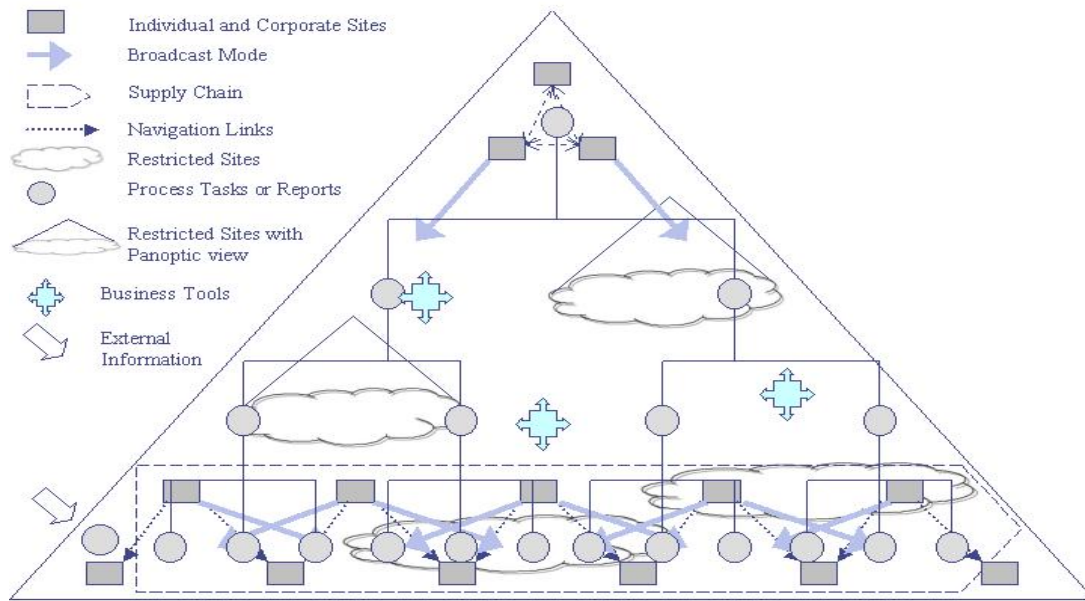 Individual and Corporate Sites
Broadcast Mode
Supply Chain
Navigation Links
Restricted Sites
Process Tasks or Reports
Restricted Sites with
Panoptic view
Business Tools
External
Information